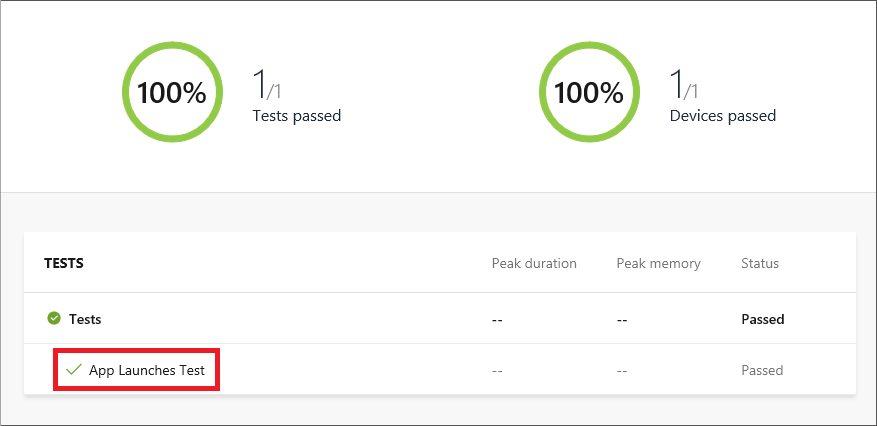 100%
1/1
Tests passed
100%
1/1
Devices passed
TESTS Peak duration Peak memory Status
Tests -- -- Passed
App Launches Test -- -- Passed